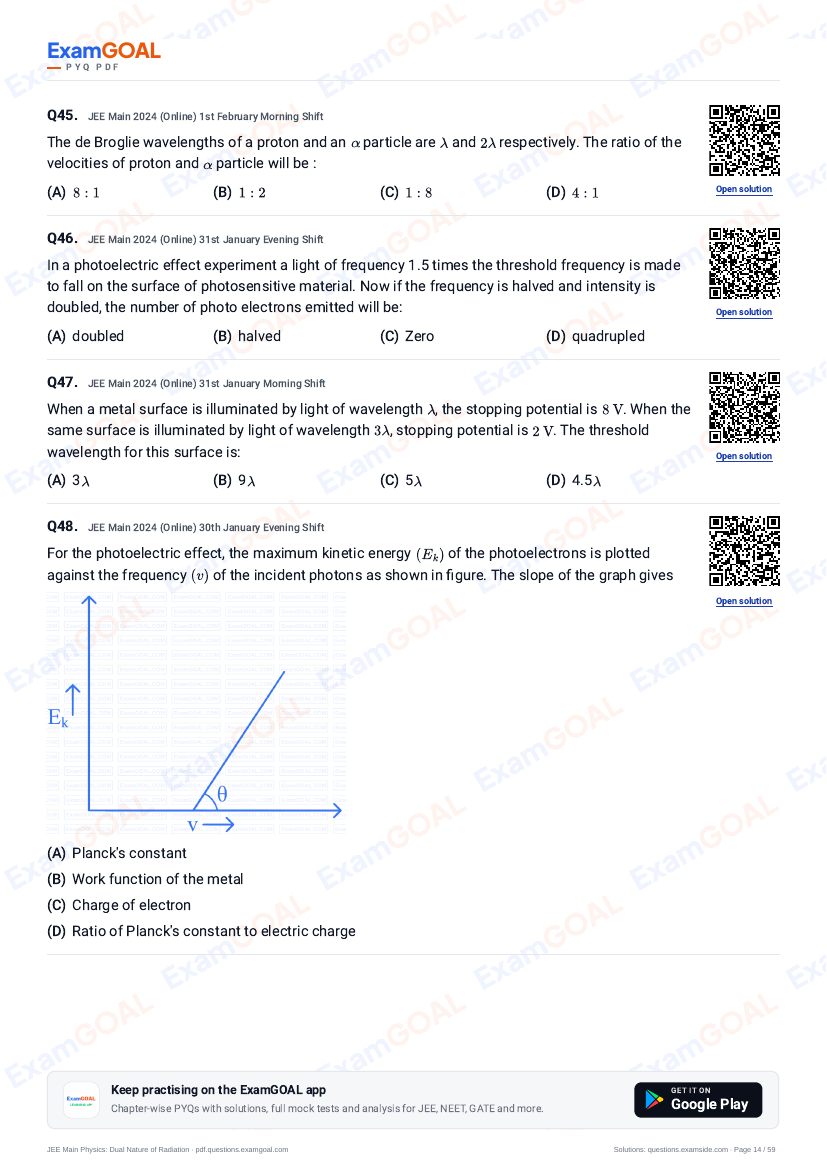 ExamGOAL
PYQ PDF
Q45. JEE Main 2024 (Online) 1st February Morning Shift
The de Broglie wavelengths of a proton and an α particle are λ and 2λ respectively. The ratio of the
velocities of proton and α particle will be :
(A) 8 : 1 (B) 1 : 2 (C) 1 : 8 (D) 4 : 1
Open solution
Q46. JEE Main 2024 (Online) 31st January Evening Shift
In a photoelectric effect experiment a light of frequency 1.5 times the threshold frequency is made
to fall on the surface of photosensitive material. Now if the frequency is halved and intensity is
doubled, the number of photo electrons emitted will be:
(A) doubled (B) halved (C) Zero (D) quadrupled
Open solution
Q47. JEE Main 2024 (Online) 31st January Morning Shift
When a metal surface is illuminated by light of wavelength λ, the stopping potential is 8 V. When the
same surface is illuminated by light of wavelength 3λ, stopping potential is 2 V. The threshold
wavelength for this surface is:
(A) 3λ (B) 9λ (C) 5λ (D) 4.5λ
Open solution
Q48. JEE Main 2024 (Online) 30th January Evening Shift
For the photoelectric effect, the maximum kinetic energy (E_k) of the photoelectrons is plotted
against the frequency (v) of the incident photons as shown in figure. The slope of the graph gives
Open solution
E_k
θ
v
(A) Planck's constant
(B) Work function of the metal
(C) Charge of electron
(D) Ratio of Planck's constant to electric charge
ExamGOAL
Keep practising on the ExamGOAL app
Chapter-wise PYQs with solutions, full mock tests and analysis for JEE, NEET, GATE and more.
GET IT ON
Google Play
JEE Main Physics: Dual Nature of Radiation · pdf.questions.examgoal.com
Solutions: questions.examside.com · Page 14 / 59